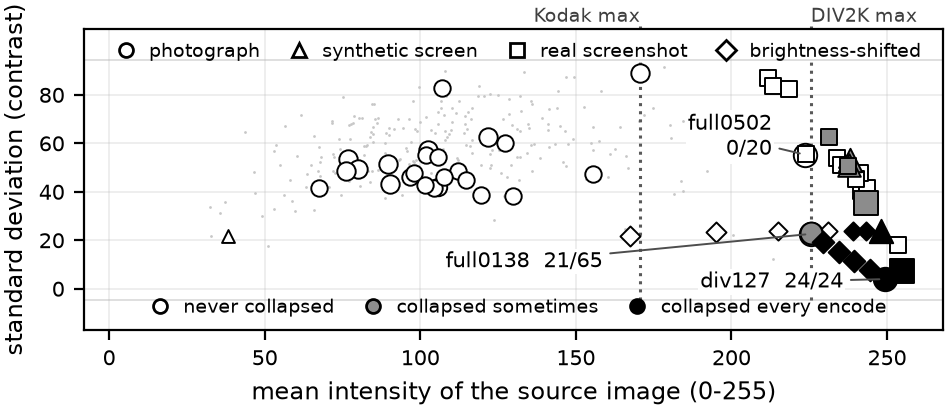 Kodak max DIV2K max
photograph synthetic screen real screenshot brightness-shifted
80
full0502
60
0/20
40
20
full0138 21/65
div127 24/24
0
never collapsed collapsed sometimes collapsed every encode
0 50 100 150 200 250
mean intensity of the source image (0-255)
standard deviation (contrast)